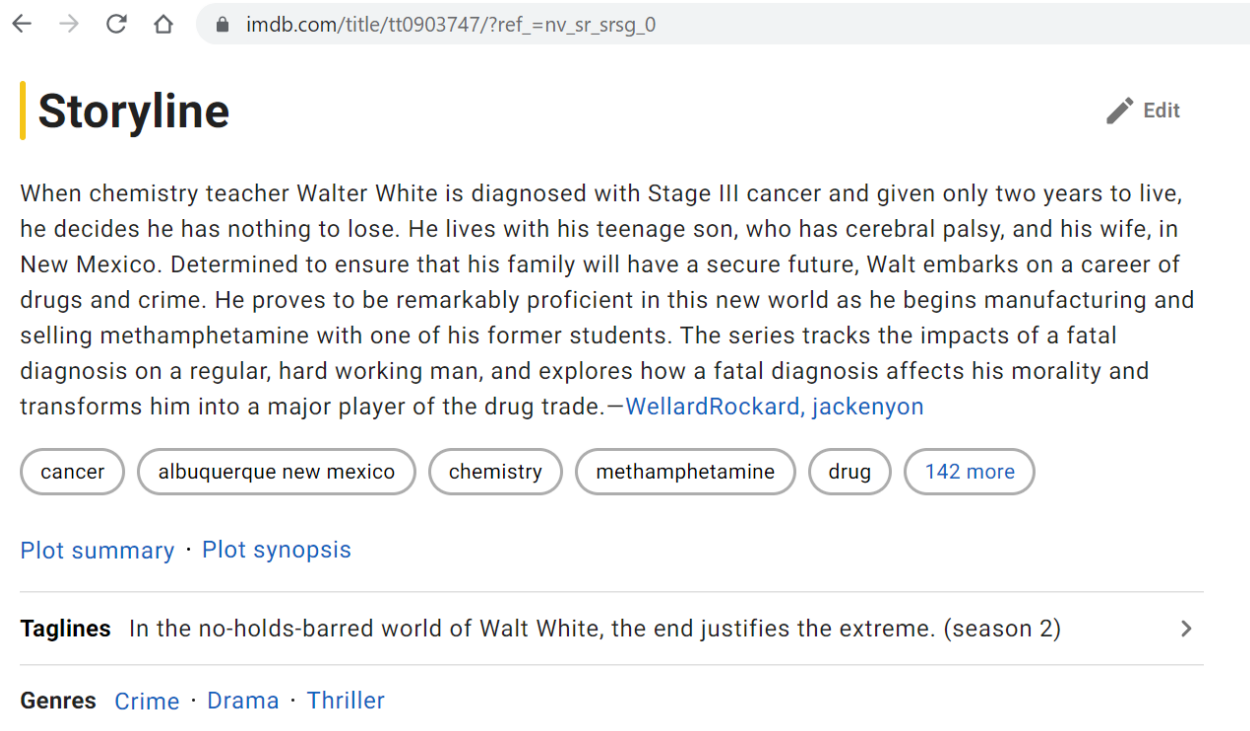 imdb.com/title/tt0903747/?ref_=nv_sr_srsg_0
Storyline
Edit
When chemistry teacher Walter White is diagnosed with Stage III cancer and given only two years to live,
he decides he has nothing to lose. He lives with his teenage son, who has cerebral palsy, and his wife, in
New Mexico. Determined to ensure that his family will have a secure future, Walt embarks on a career of
drugs and crime. He proves to be remarkably proficient in this new world as he begins manufacturing and
selling methamphetamine with one of his former students. The series tracks the impacts of a fatal
diagnosis on a regular, hard working man, and explores how a fatal diagnosis affects his morality and
transforms him into a major player of the drug trade.—WellardRockard, jackenyon
cancer albuquerque new mexico chemistry methamphetamine drug 142 more
Plot summary · Plot synopsis
Taglines In the no-holds-barred world of Walt White, the end justifies the extreme. (season 2)
Genres Crime · Drama · Thriller